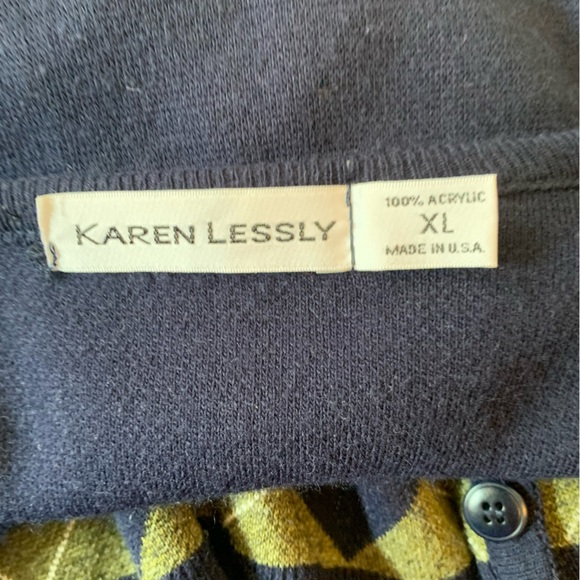 KAREN LESSLY
100% ACRYLIC
XL
MADE IN U.S.A.